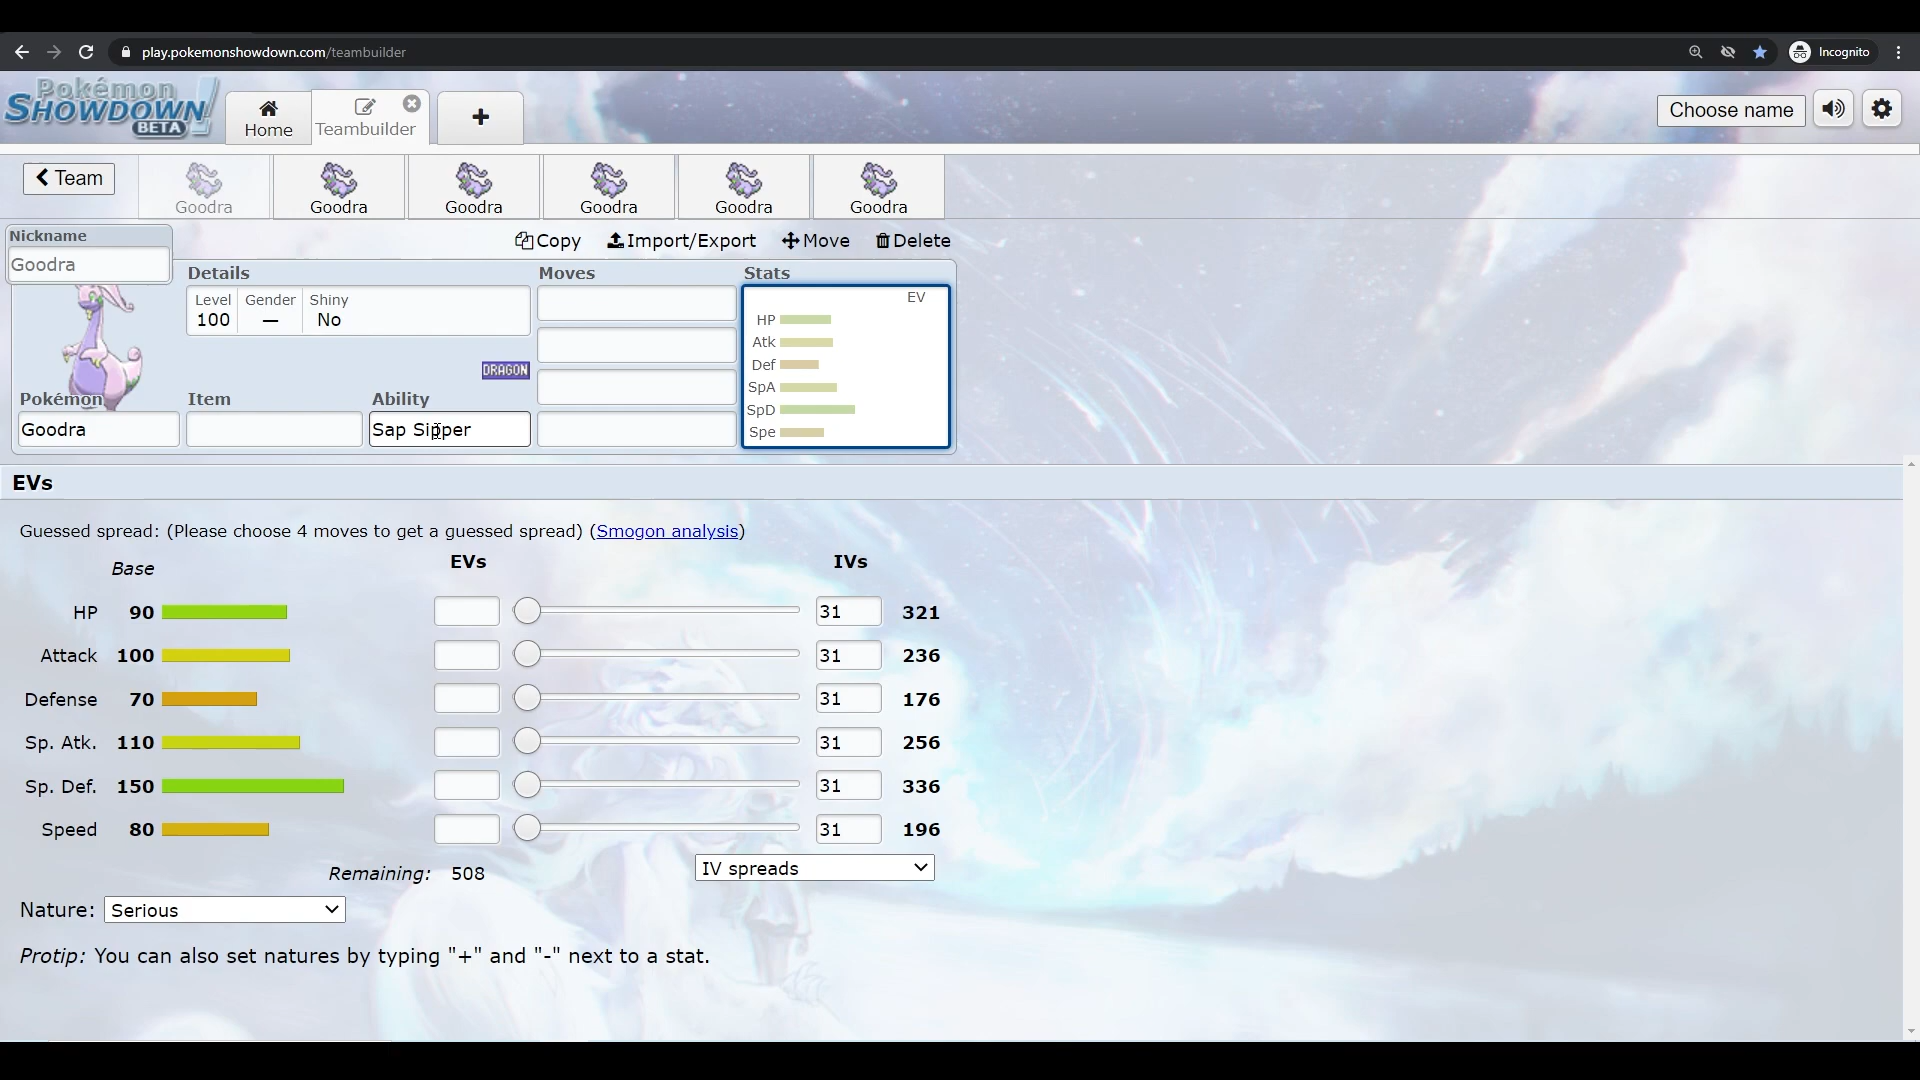 play.pokemonshowdown.com/teambuilder
Incognito
Pokémon
SHOWDOWN!
BETA
Home
Teambuilder
+
Choose name
Team
Goodra
Goodra
Goodra
Goodra
Goodra
Goodra
Nickname
Goodra
Copy
Import/Export
Move
Delete
Details
Moves
Stats
Level
Gender
Shiny
100
—
No
EV
HP
Atk
Def
SpA
SpD
Spe
DRAGON
Pokémon
Item
Ability
Goodra
Sap Sipper
EVs
Guessed spread: (Please choose 4 moves to get a guessed spread) (Smogon analysis)
Base
EVs
IVs
HP 90 31 321
Attack 100 31 236
Defense 70 31 176
Sp. Atk. 110 31 256
Sp. Def. 150 31 336
Speed 80 31 196
Remaining: 508
IV spreads
Nature: Serious
Protip: You can also set natures by typing "+" and "-" next to a stat.